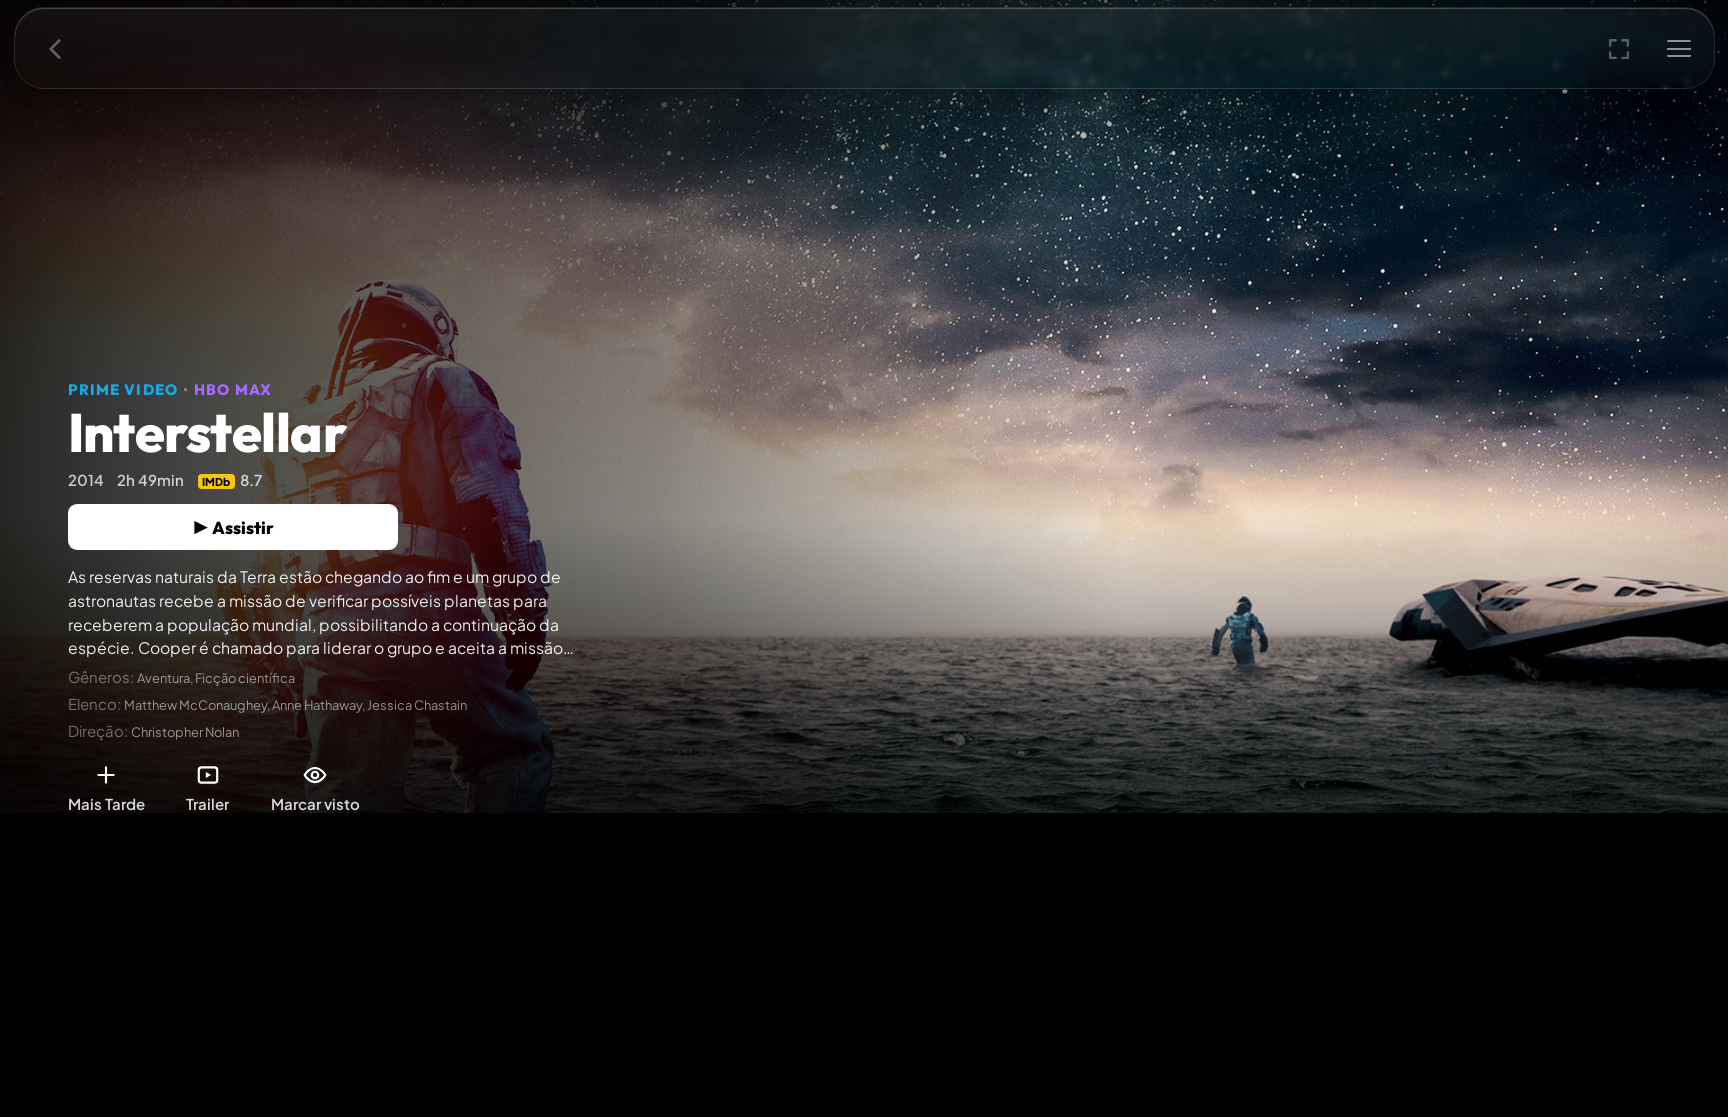 PRIME VIDEO · HBO MAX
Interstellar
2014 2h 49min IMDb 8.7
Assistir
As reservas naturais da Terra estão chegando ao fim e um grupo de
astronautas recebe a missão de verificar possíveis planetas para
receberem a população mundial, possibilitando a continuação da
espécie. Cooper é chamado para liderar o grupo e aceita a missão...
Gêneros: Aventura, Ficção científica
Elenco: Matthew McConaughey, Anne Hathaway, Jessica Chastain
Direção: Christopher Nolan
Mais Tarde Trailer Marcar visto